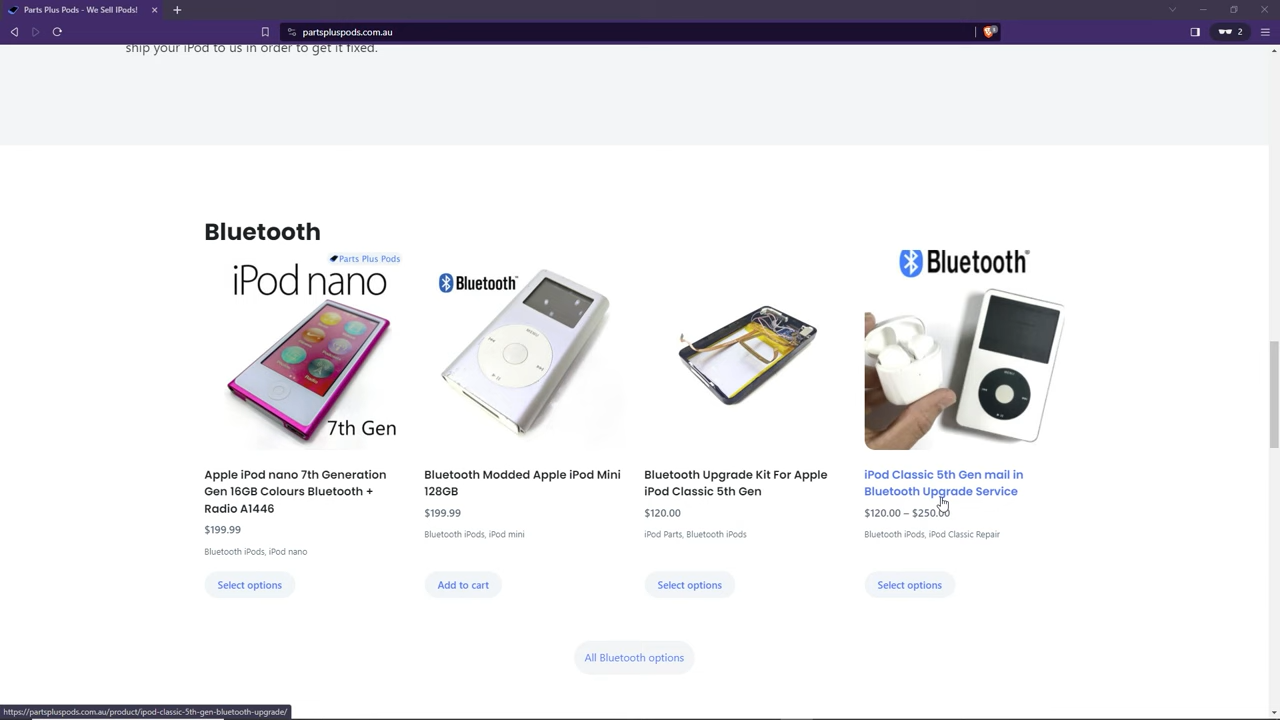 Parts Plus Pods - We Sell IPods!
2
partspluspods.com.au
ship your iPod to us in order to get it fixed.
Bluetooth
Parts Plus Pods
iPod nano
7th Gen
Apple iPod nano 7th Generation
Gen 16GB Colours Bluetooth +
Radio A1446
$199.99
Bluetooth iPods, iPod nano
Select options
Bluetooth
MENU
Bluetooth Modded Apple iPod Mini
128GB
$199.99
Bluetooth iPods, iPod mini
Add to cart
Bluetooth Upgrade Kit For Apple
iPod Classic 5th Gen
$120.00
iPod Parts, Bluetooth iPods
Select options
Bluetooth
MENU
iPod Classic 5th Gen mail in
Bluetooth Upgrade Service
$120.00 – $250.00
Bluetooth iPods, iPod Classic Repair
Select options
All Bluetooth options
https://partspluspods.com.au/product/ipod-classic-5th-gen-bluetooth-upgrade/